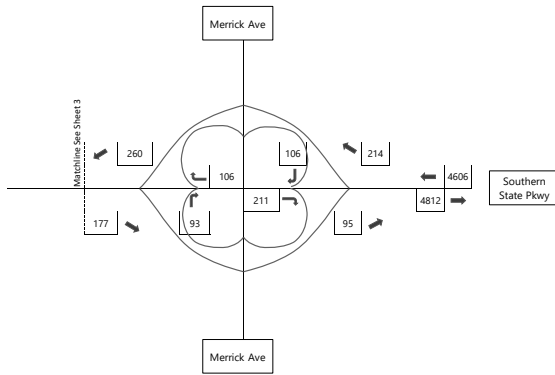 Merrick Ave
Matchline See Sheet 3
260
106
106
214
4606
Southern
State Pkwy
177
93
211
95
4812
Merrick Ave